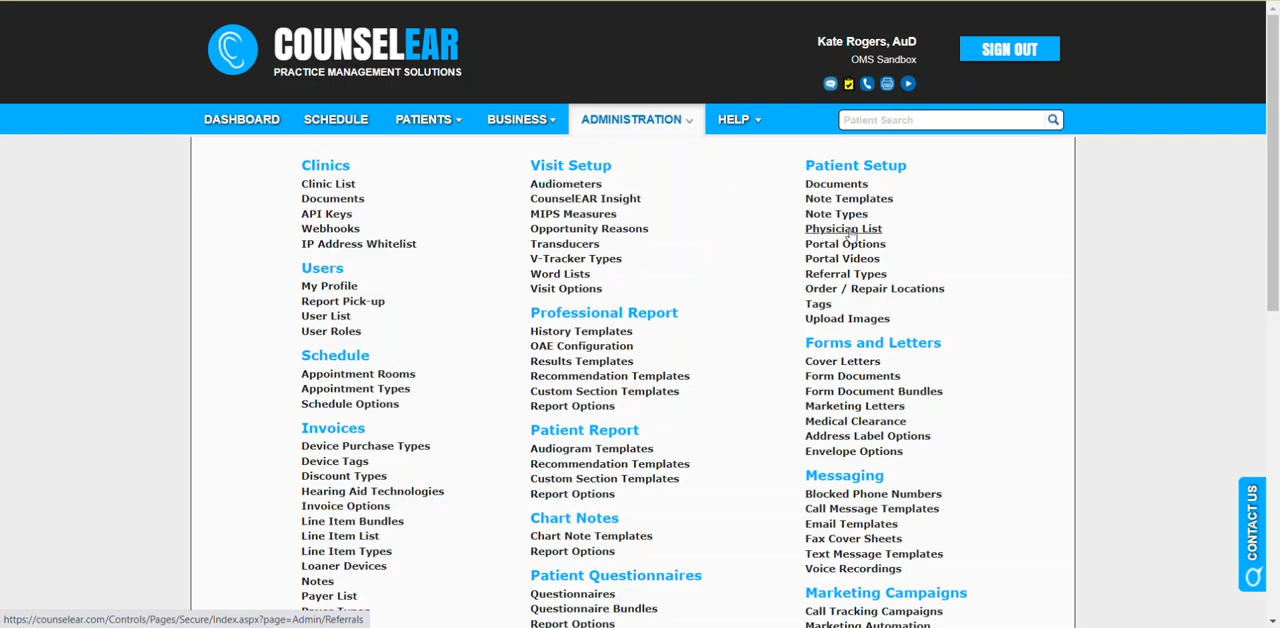 COUNSELEAR
PRACTICE MANAGEMENT SOLUTIONS
Kate Rogers, AuD
OMS Sandbox
SIGN OUT
DASHBOARD
SCHEDULE
PATIENTS
BUSINESS
ADMINISTRATION
HELP
Patient Search
Clinics
Clinic List
Documents
API Keys
Webhooks
IP Address Whitelist
Users
My Profile
Report Pick-up
User List
User Roles
Schedule
Appointment Rooms
Appointment Types
Schedule Options
Invoices
Device Purchase Types
Device Tags
Discount Types
Hearing Aid Technologies
Invoice Options
Line Item Bundles
Line Item List
Line Item Types
Loaner Devices
Notes
Payer List
Payer Types
Visit Setup
Audiometers
CounselEAR Insight
MIPS Measures
Opportunity Reasons
Transducers
V-Tracker Types
Word Lists
Visit Options
Professional Report
History Templates
OAE Configuration
Results Templates
Recommendation Templates
Custom Section Templates
Report Options
Patient Report
Audiogram Templates
Recommendation Templates
Custom Section Templates
Report Options
Chart Notes
Chart Note Templates
Report Options
Patient Questionnaires
Questionnaires
Questionnaire Bundles
Report Options
Patient Setup
Documents
Note Templates
Note Types
Physician List
Portal Options
Portal Videos
Referral Types
Order / Repair Locations
Tags
Upload Images
Forms and Letters
Cover Letters
Form Documents
Form Document Bundles
Marketing Letters
Medical Clearance
Address Label Options
Envelope Options
Messaging
Blocked Phone Numbers
Call Message Templates
Email Templates
Fax Cover Sheets
Text Message Templates
Voice Recordings
Marketing Campaigns
Call Tracking Campaigns
Marketing Automation
CONTACT US
https://counselear.com/Controls/Pages/Secure/Index.aspx?page=Admin/Referrals